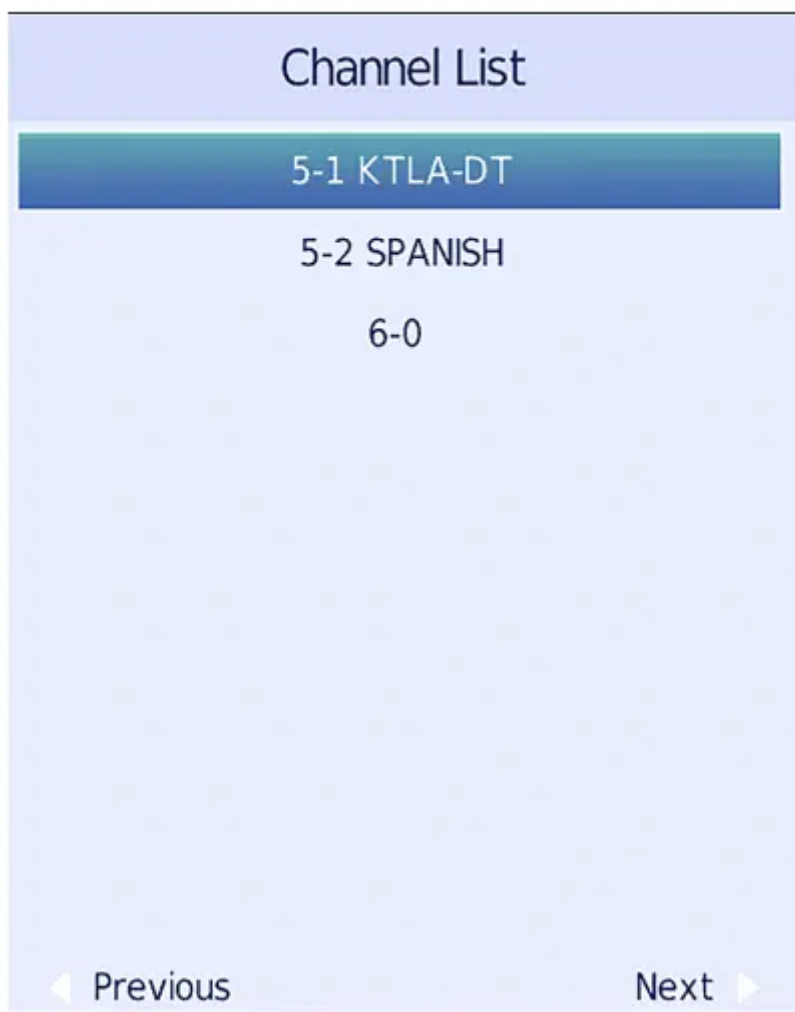 Channel List
5-1 KTLA-DT
5-2 SPANISH
6-0
Previous Next